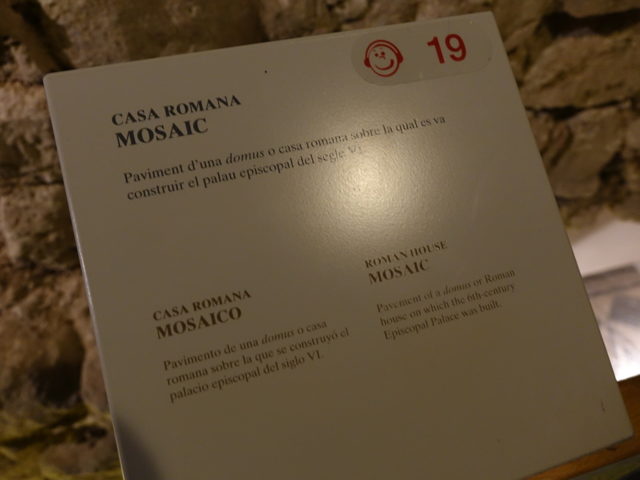 19
CASA ROMANA
MOSAIC
Paviment d'una domus o casa romana sobre la qual es va
construir el palau episcopal del segle VI.
CASA ROMANA
MOSAICO
Pavimento de una domus o casa
romana sobre la que se construyó el
palacio episcopal del siglo VI.
ROMAN HOUSE
MOSAIC
Pavement of a domus or Roman
house on which the 6th-century
Episcopal Palace was built.